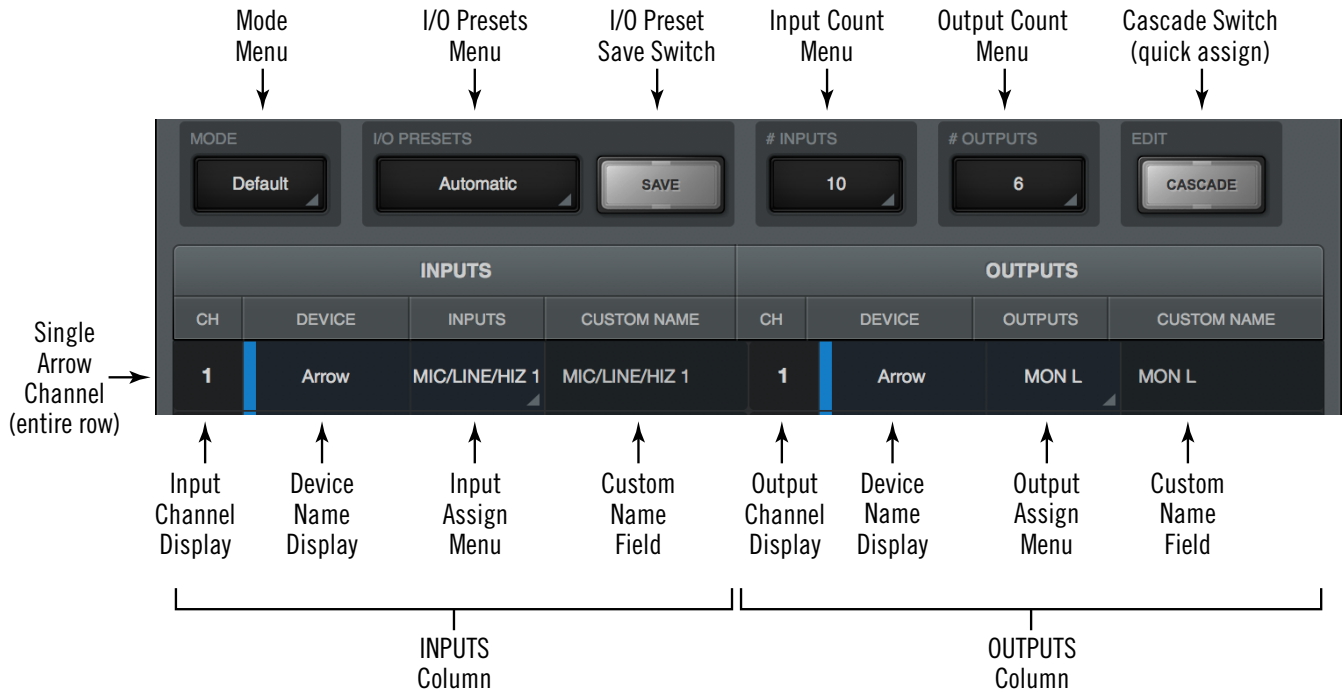 Mode
Menu
I/O Presets
Menu
I/O Preset
Save Switch
Input Count
Menu
Output Count
Menu
Cascade Switch
(quick assign)
MODE
I/O PRESETS
# INPUTS
# OUTPUTS
EDIT
Default
Automatic
SAVE
10
6
CASCADE
INPUTS
OUTPUTS
CH
DEVICE
INPUTS
CUSTOM NAME
CH
DEVICE
OUTPUTS
CUSTOM NAME
Single
Arrow
Channel
(entire row)
1
Arrow
MIC/LINE/HIZ 1
MIC/LINE/HIZ 1
1
Arrow
MON L
MON L
Input
Channel
Display
Device
Name
Display
Input
Assign
Menu
Custom
Name
Field
Output
Channel
Display
Device
Name
Display
Output
Assign
Menu
Custom
Name
Field
INPUTS
Column
OUTPUTS
Column